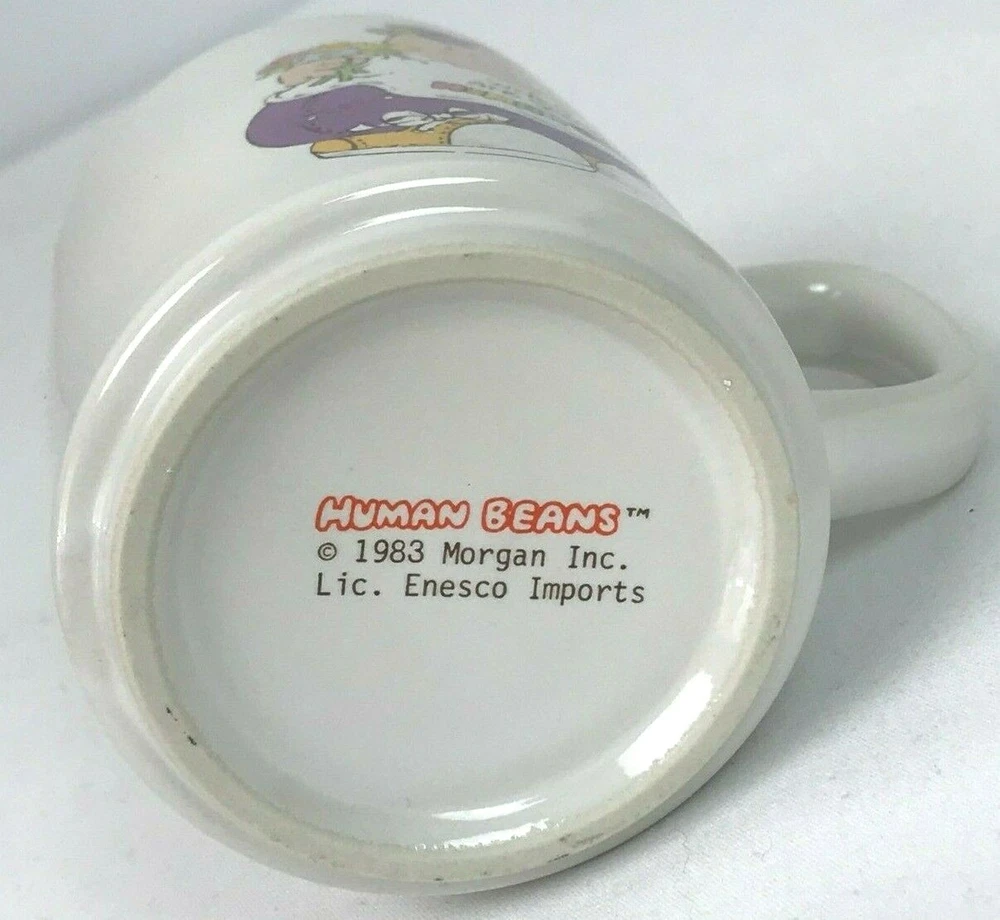 HUMAN BEANS™
© 1983 Morgan Inc.
Lic. Enesco Imports